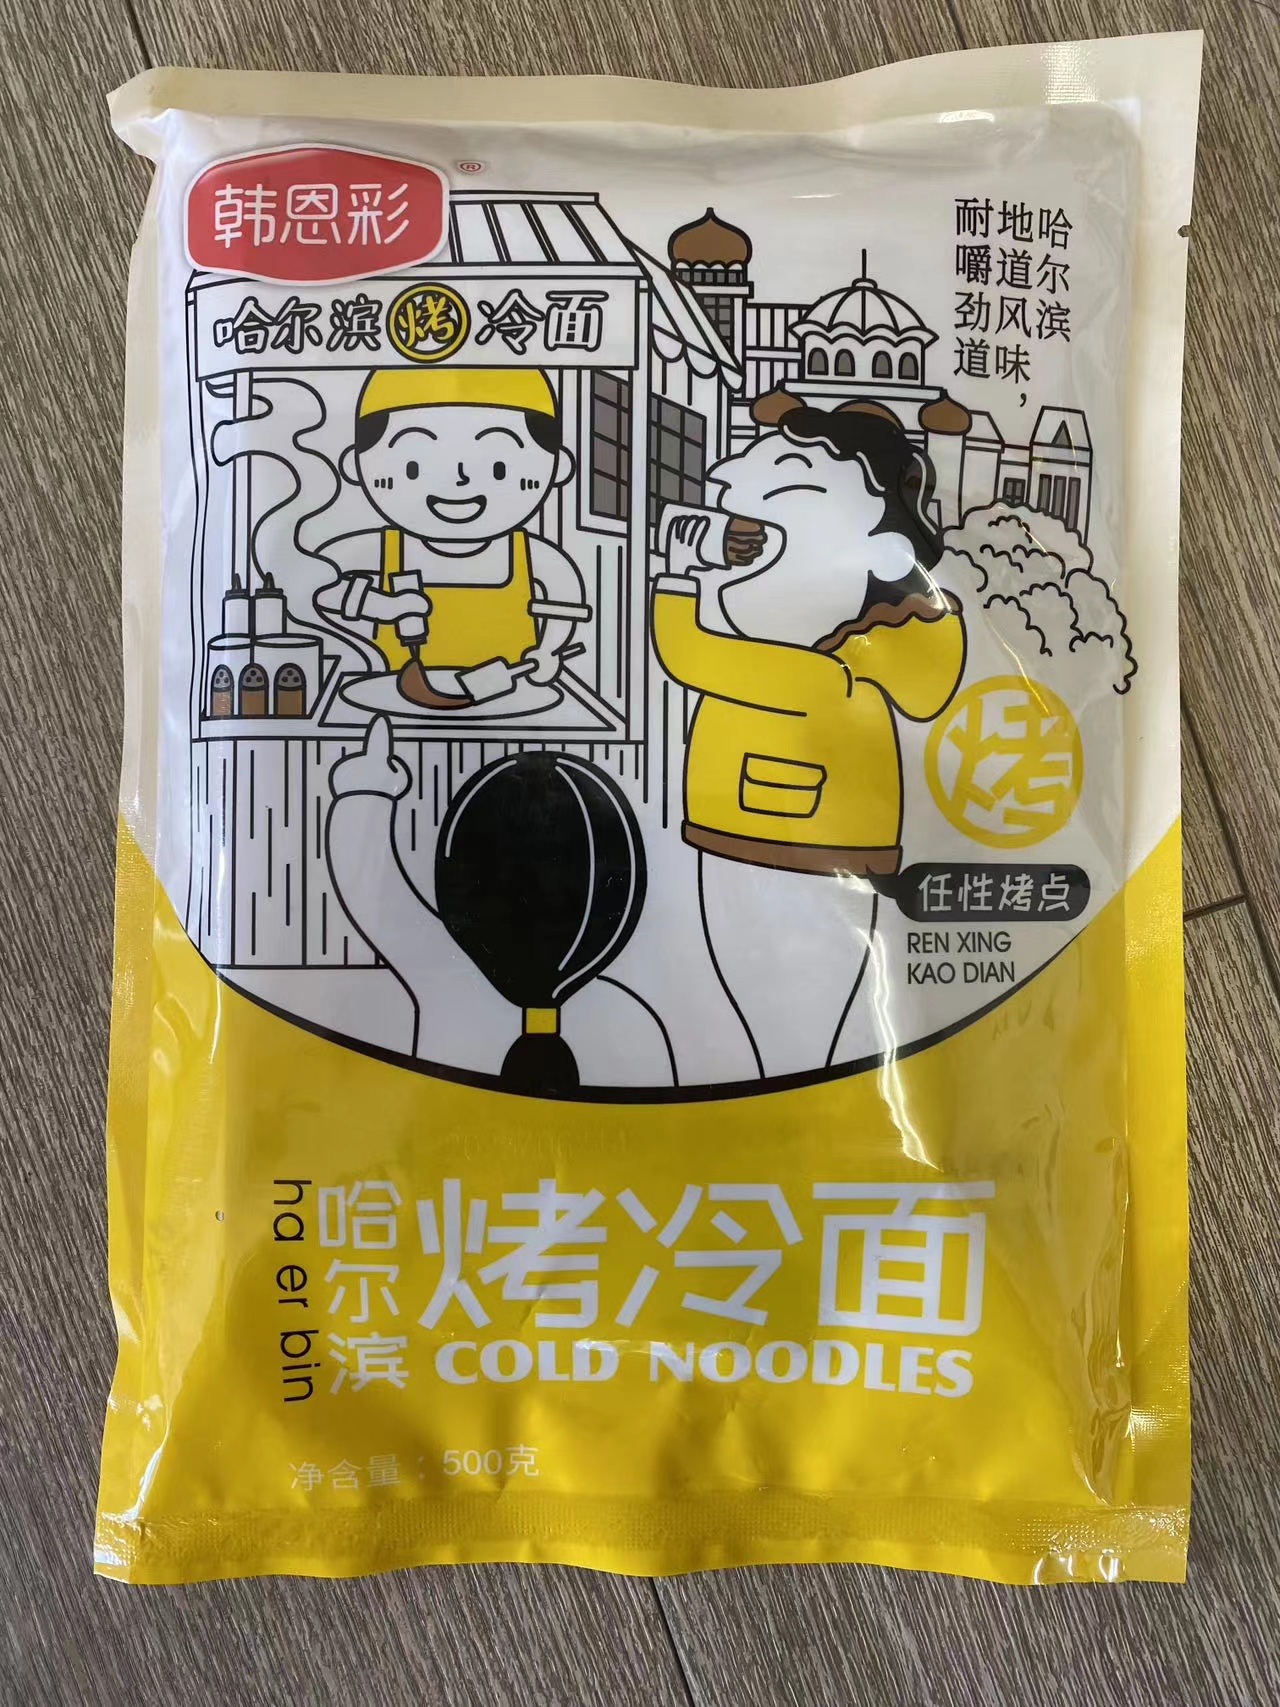 韩恩彩
®
哈尔滨烤冷面
哈尔滨
地道风味，
耐嚼劲道
烤
任性烤点
REN XING
KAO DIAN
ha er bin
哈尔滨
烤冷面
COLD NOODLES
净含量：500克